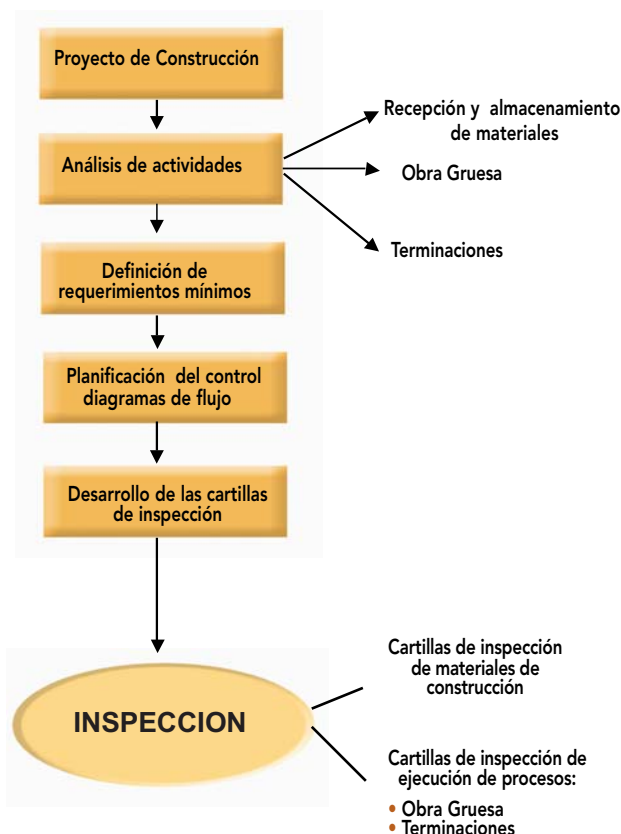 Proyecto de Construcción
Recepción y almacenamiento
de materiales
Análisis de actividades
Obra Gruesa
Terminaciones
Definición de
requerimientos mínimos
Planificación del control
diagramas de flujo
Desarrollo de las cartillas
de inspección
INSPECCION
Cartillas de inspección
de materiales de
construcción
Cartillas de inspección de
ejecución de procesos:
• Obra Gruesa
• Terminaciones